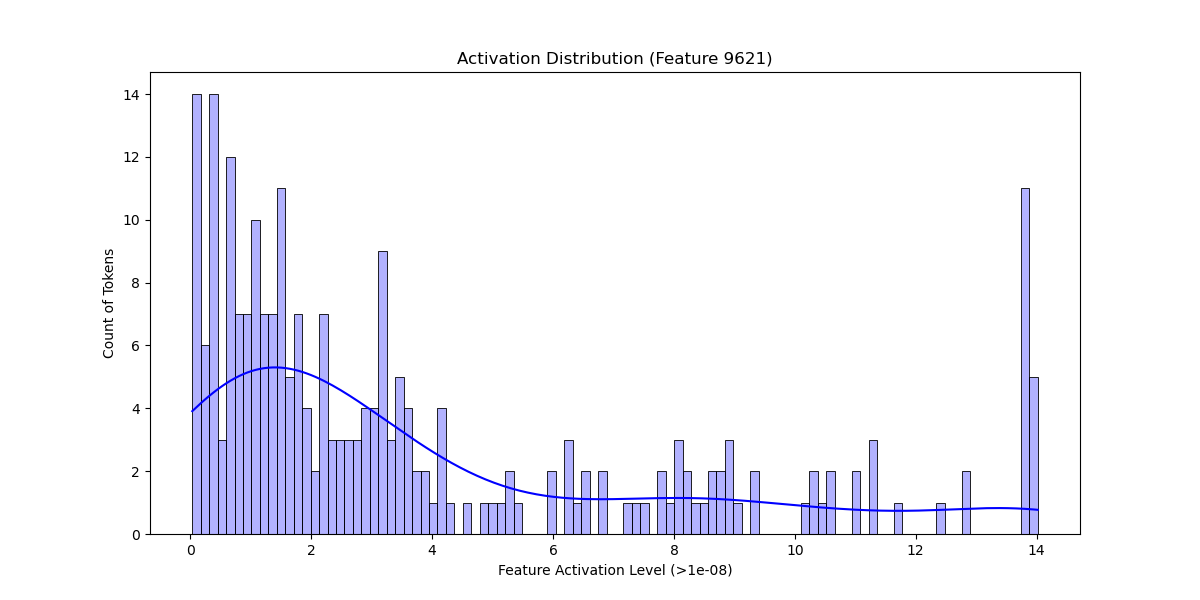 Activation Distribution (Feature 9621)
14
12
10
8
6
4
2
0
Count of Tokens
0 2 4 6 8 10 12 14
Feature Activation Level (>1e-08)